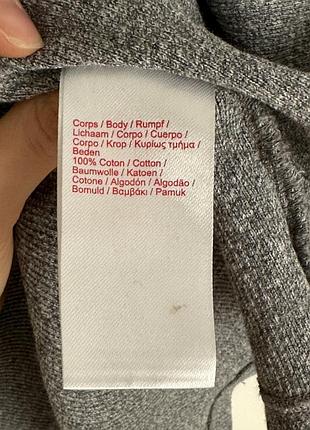 Corps / Body / Rumpf /
Lichaam / Corpo / Cuerpo /
Corpo / Krop / Κυρίως τμήμα /
Beden
100% Coton / Cotton /
Baumwolle / Katoen /
Cotone / Algodón / Algodão /
Bomuld / Βαμβάκι / Pamuk